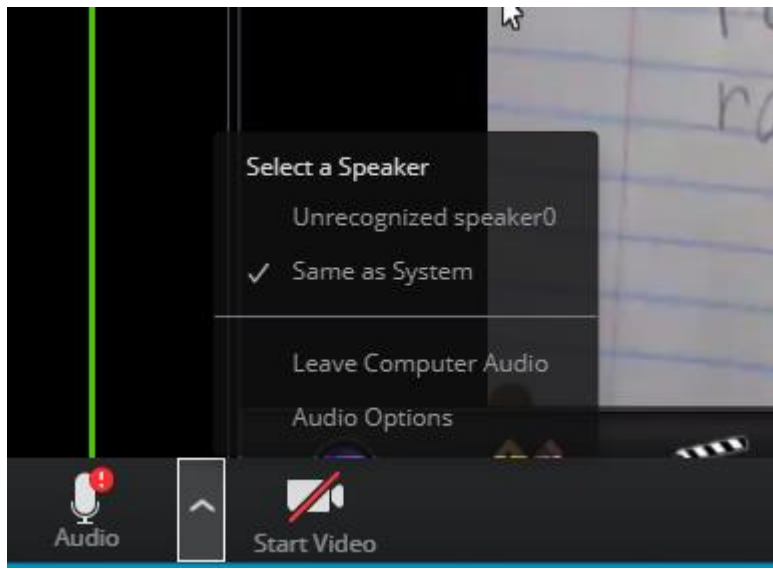 Select a Speaker
Unrecognized speaker0
Same as System
Leave Computer Audio
Audio Options
Audio
Start Video